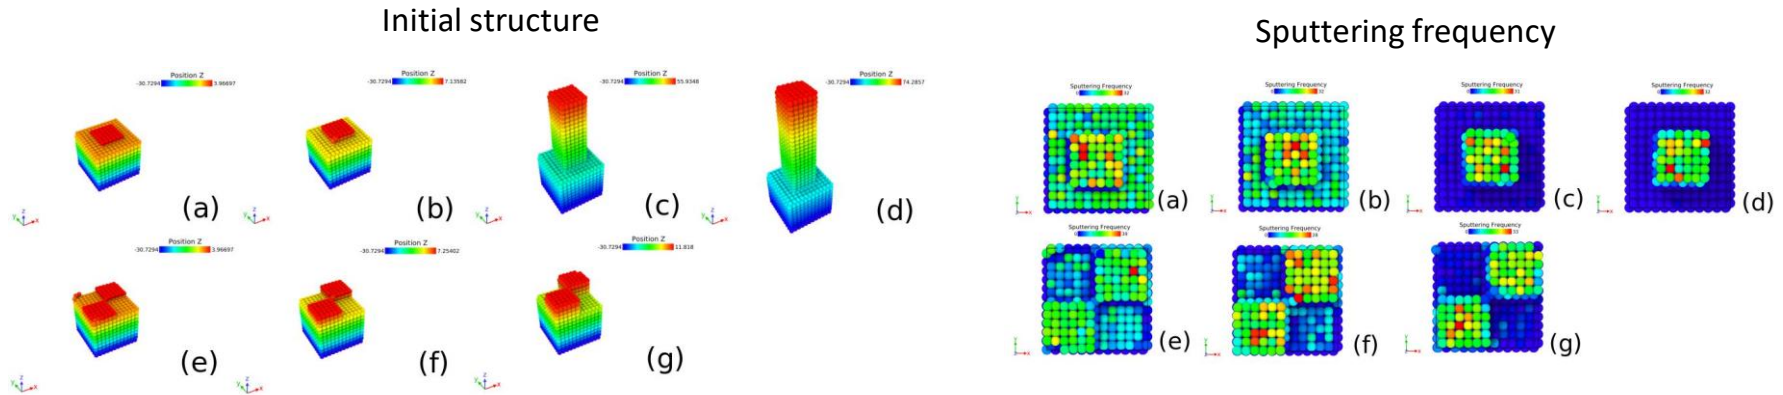 Initial structure
Sputtering frequency
Position Z
-30.7294 3.96697
Position Z
-30.7294 7.13582
Position Z
-30.7294 55.9348
Position Z
-30.7294 74.2857
(a)
(b)
(c)
(d)
Position Z
-30.7294 3.96697
Position Z
-30.7294 7.25402
Position Z
-30.7294 11.818
(e)
(f)
(g)
Sputtering Frequency
Sputtering Frequency
Sputtering Frequency
Sputtering Frequency
(a)
(b)
(c)
(d)
Sputtering Frequency
Sputtering Frequency
Sputtering Frequency
(e)
(f)
(g)